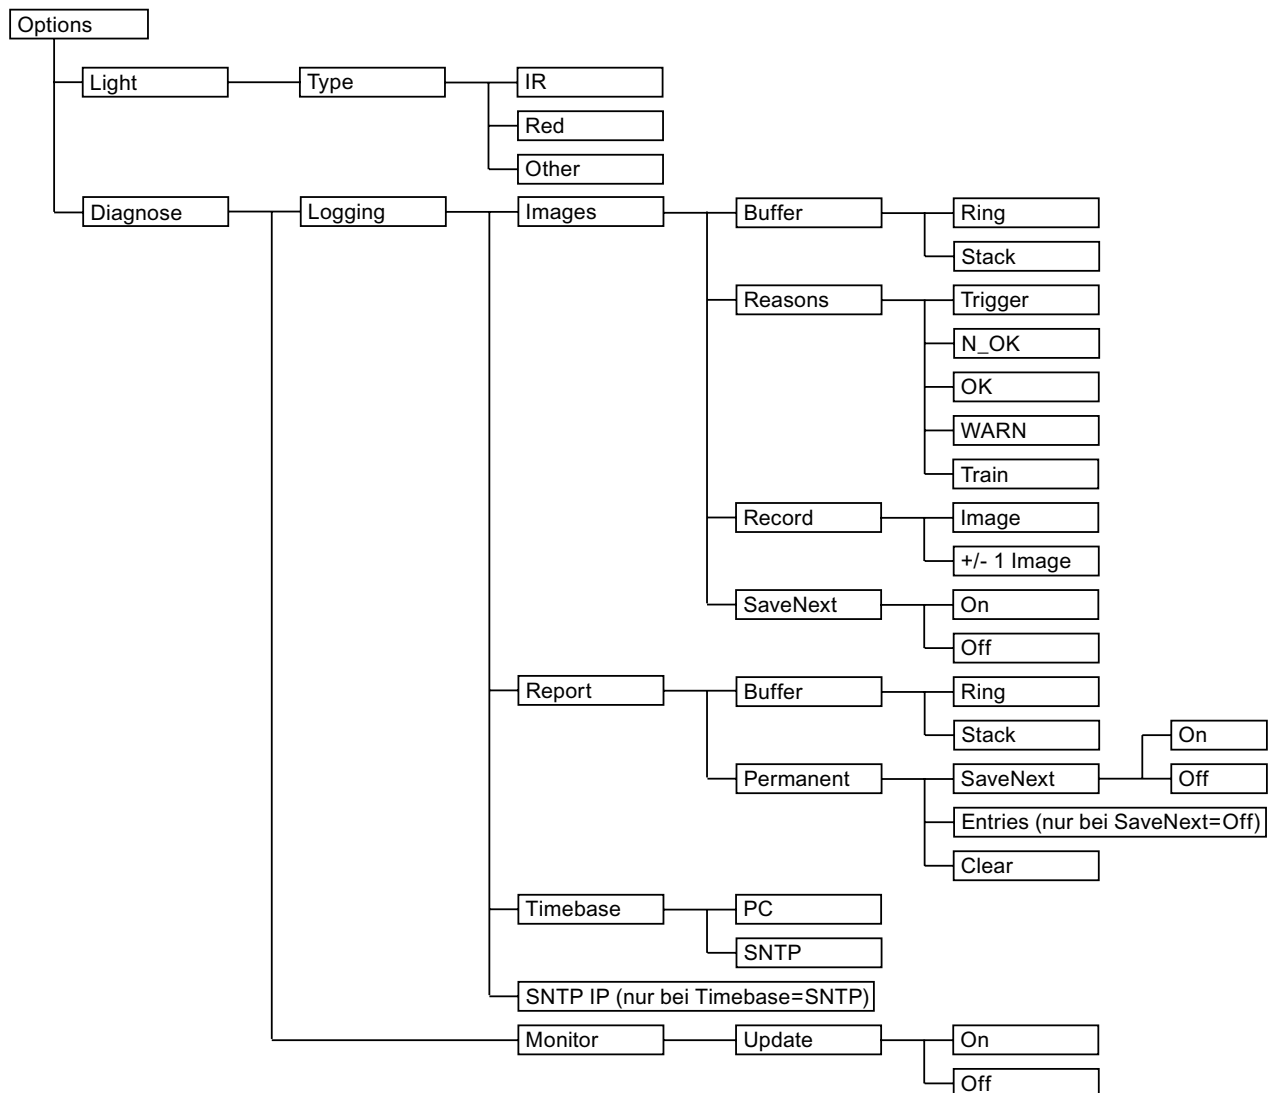 Options
Light
Type
IR
Red
Other
Diagnose
Logging
Images
Buffer
Ring
Stack
Reasons
Trigger
N_OK
OK
WARN
Train
Record
Image
+/- 1 Image
SaveNext
On
Off
Report
Buffer
Ring
Stack
Permanent
SaveNext
On
Off
Entries (nur bei SaveNext=Off)
Clear
Timebase
PC
SNTP
SNTP IP (nur bei Timebase=SNTP)
Monitor
Update
On
Off